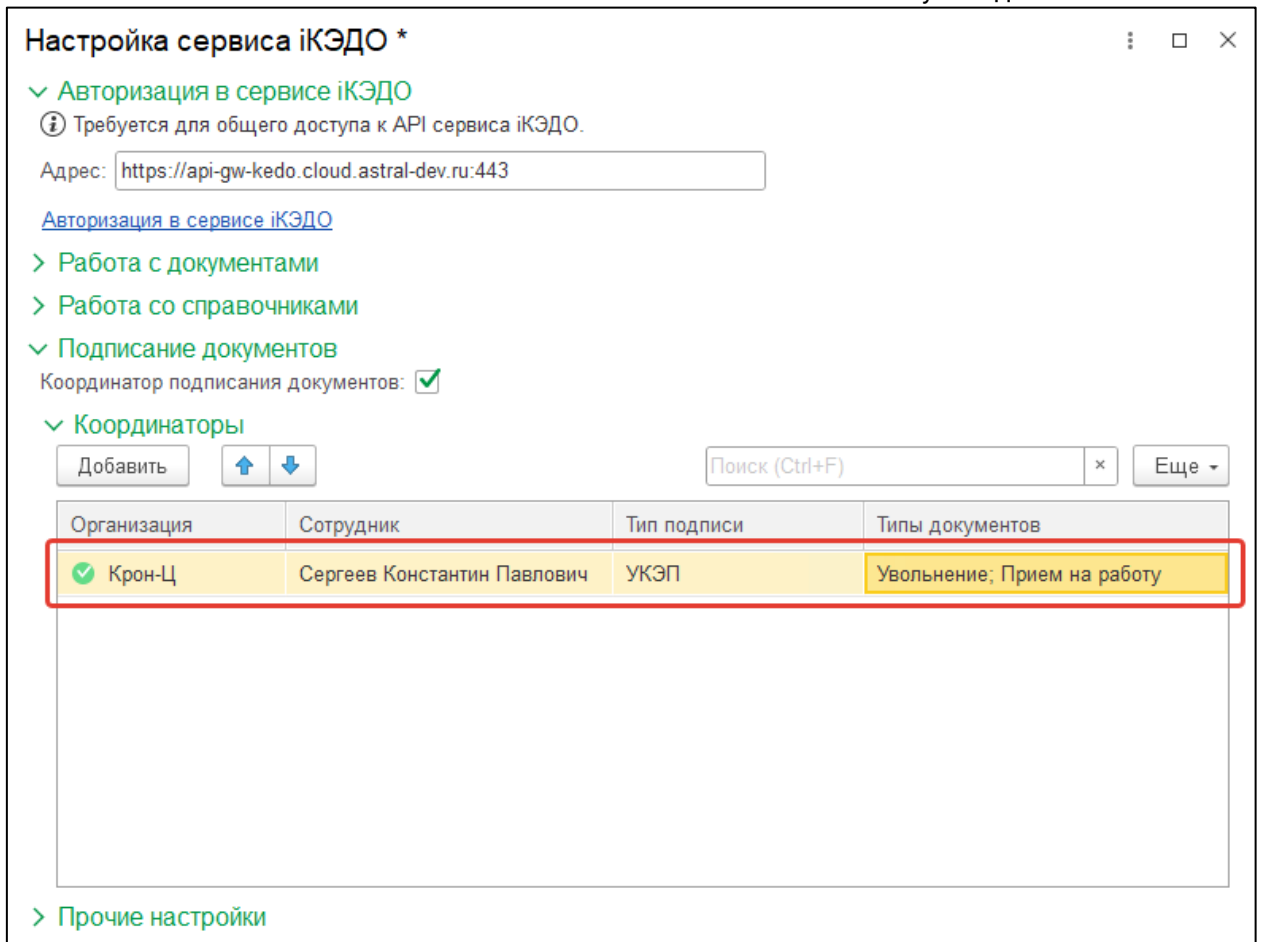 Настройка сервиса iКЭДО *
Авторизация в сервисе iКЭДО
Требуется для общего доступа к API сервиса iКЭДО.
Адрес: https://api-gw-kedo.cloud.astral-dev.ru:443
Авторизация в сервисе iКЭДО
Работа с документами
Работа со справочниками
Подписание документов
Координатор подписания документов:
Координаторы
Добавить Поиск (Ctrl+F) × Еще
Организация Сотрудник Тип подписи Типы документов
Крон-Ц Сергеев Константин Павлович УКЭП Увольнение; Прием на работу
Прочие настройки